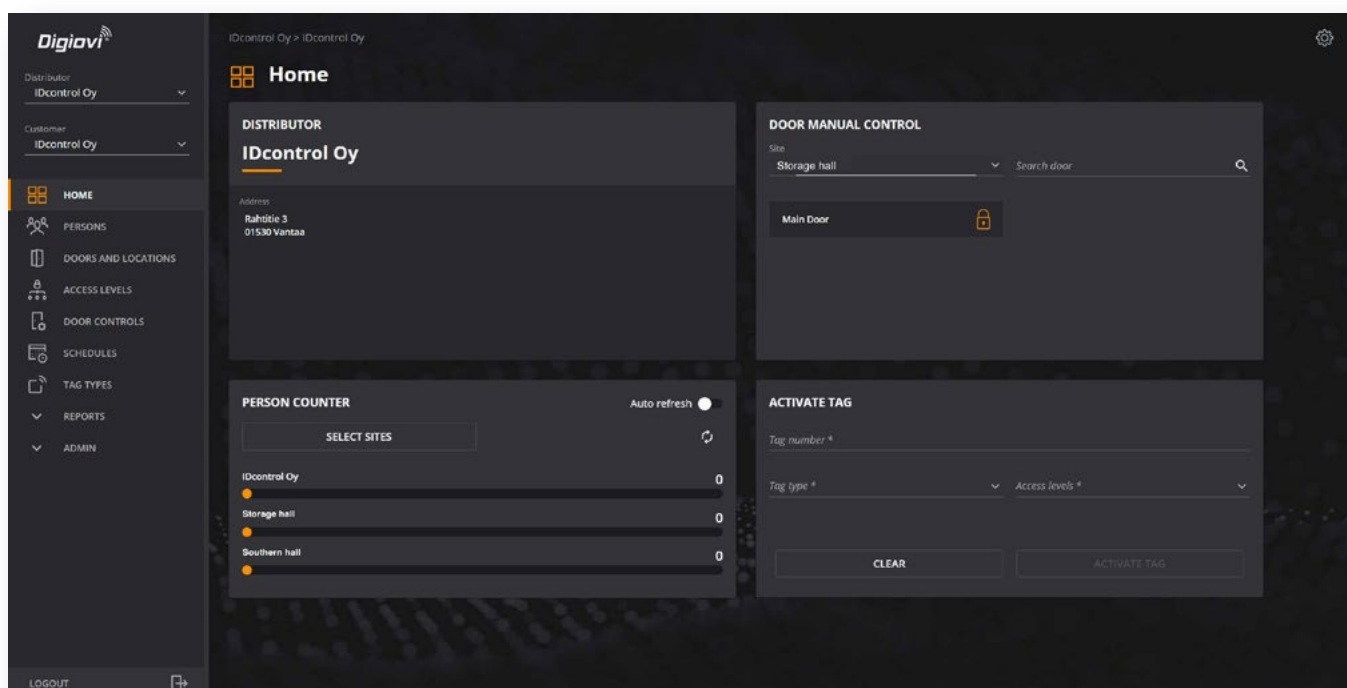 Digiovi
Distributor
IDcontrol Oy
Customer
IDcontrol Oy
HOME
PERSONS
DOORS AND LOCATIONS
ACCESS LEVELS
DOOR CONTROLS
SCHEDULES
TAG TYPES
REPORTS
ADMIN
LOGOUT
IDcontrol Oy > IDcontrol Oy
Home
DISTRIBUTOR
IDcontrol Oy
Address
Rahtitie 3
01530 Vantaa
DOOR MANUAL CONTROL
Site
Storage hall
Search door
Main Door
PERSON COUNTER
Auto refresh
SELECT SITES
IDcontrol Oy 0
Storage hall 0
Southern hall 0
ACTIVATE TAG
Tag number *
Tag type * Access levels *
CLEAR ACTIVATE TAG